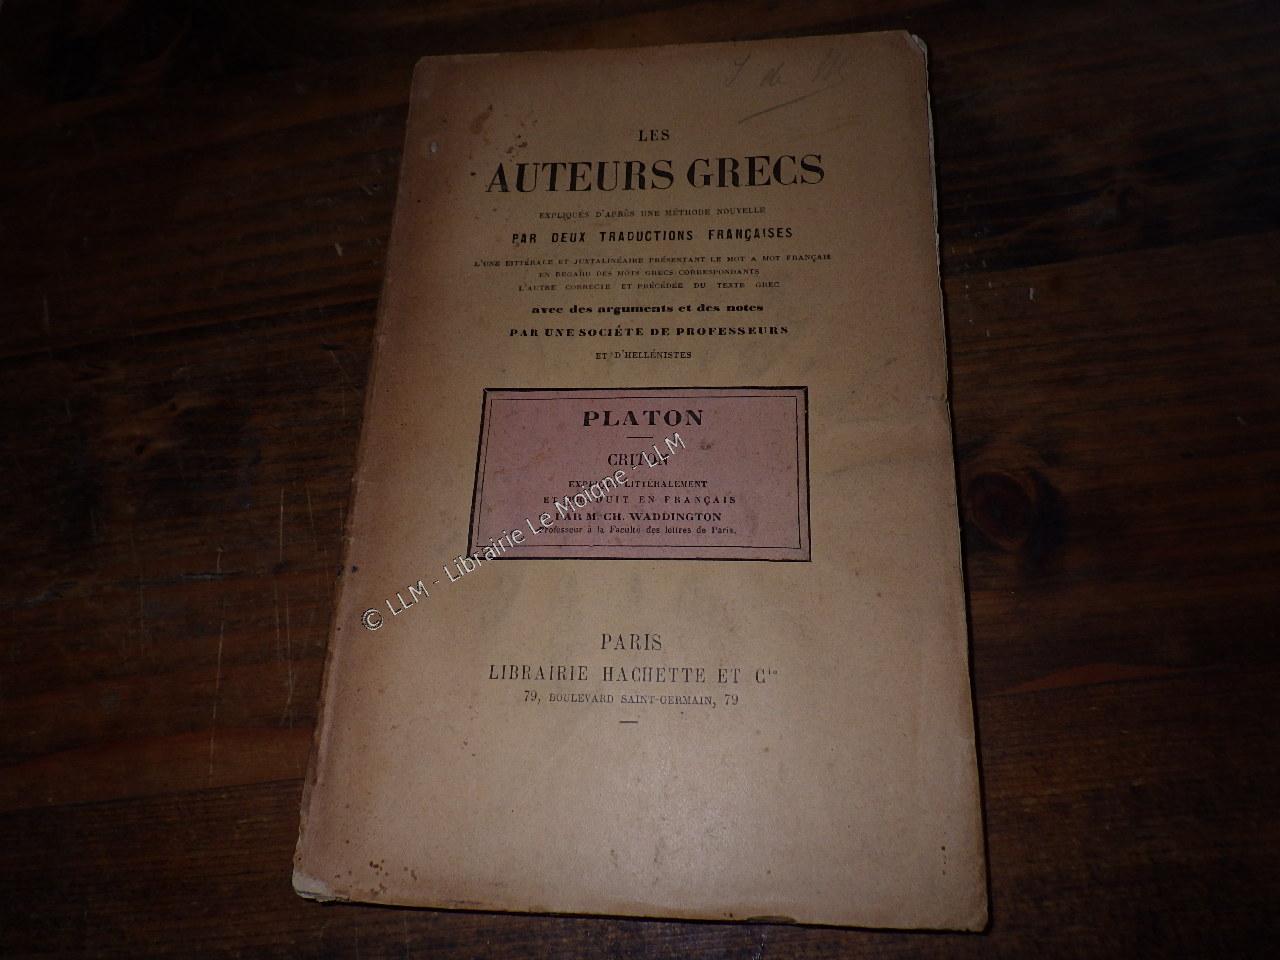 LES
AUTEURS GRECS
EXPLIQUÉS D'APRÈS UNE MÉTHODE NOUVELLE
PAR DEUX TRADUCTIONS FRANÇAISES
L'UNE LITTÉRALE ET JUXTALINÉAIRE PRÉSENTANT LE MOT A MOT FRANÇAIS
EN REGARD DES MOTS GRECS CORRESPONDANTS
L'AUTRE CORRECTE ET PRÉCÉDÉE DU TEXTE GREC
avec des arguments et des notes
PAR UNE SOCIÉTÉ DE PROFESSEURS
ET D'HELLÉNISTES
PLATON
CRITON
EXPLIQUÉ LITTÉRALEMENT
ET TRADUIT EN FRANÇAIS
PAR M. CH. WADDINGTON
Professeur à la Faculté des lettres de Paris.
© LLM - Librairie Le Moigne - LLM
PARIS
LIBRAIRIE HACHETTE ET Cie
79, BOULEVARD SAINT-GERMAIN, 79